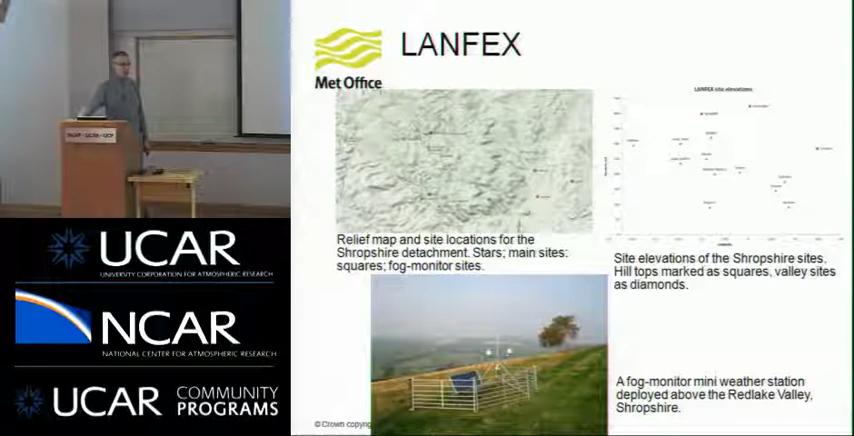 LANFEX
Met Office
LANFEX site elevations
Relief map and site locations for the
Shropshire detachment. Stars; main sites:
squares; fog-monitor sites.
Site elevations of the Shropshire sites.
Hill tops marked as squares, valley sites
as diamonds.
A fog-monitor mini weather station
deployed above the Redlake Valley,
Shropshire.
UCAR
UNIVERSITY CORPORATION FOR ATMOSPHERIC RESEARCH
NCAR
NATIONAL CENTER FOR ATMOSPHERIC RESEARCH
UCAR COMMUNITY
PROGRAMS
© Crown copyrig